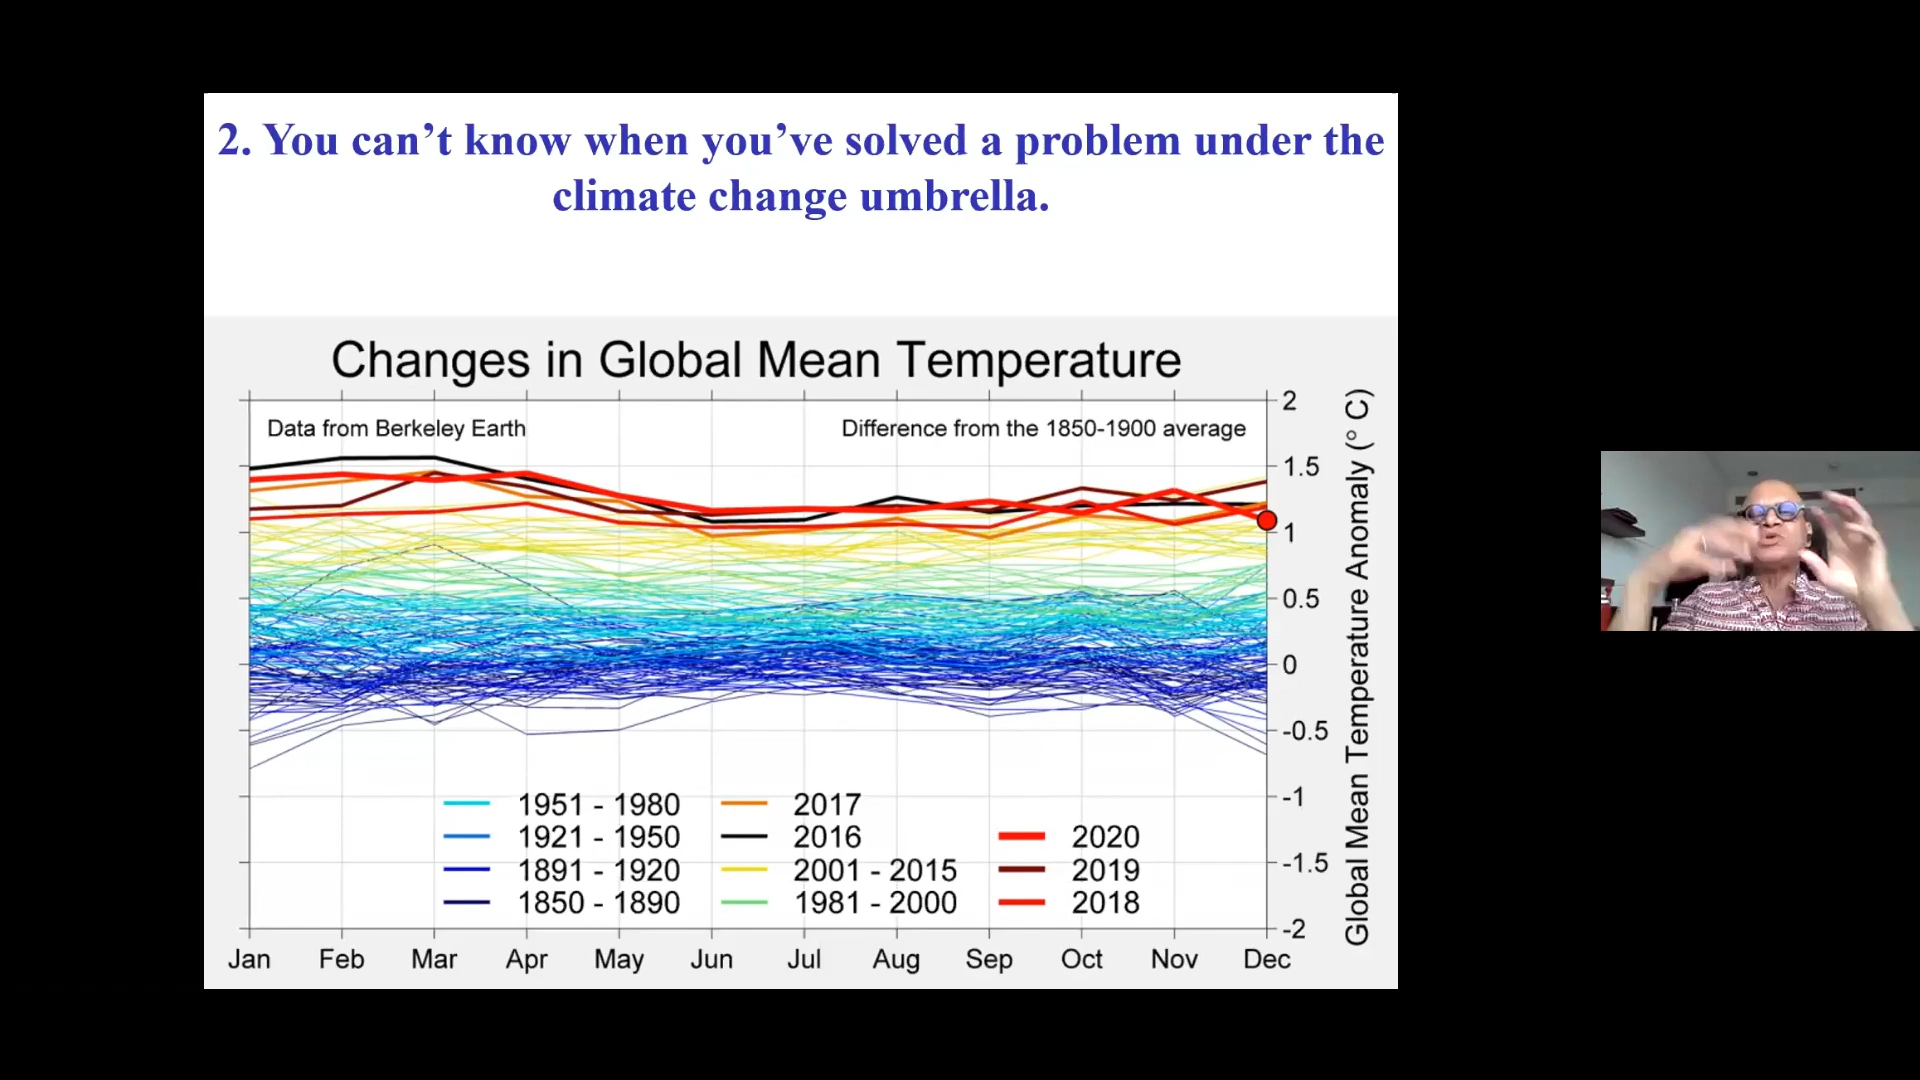 2. You can’t know when you’ve solved a problem under the
climate change umbrella.
Changes in Global Mean Temperature
Data from Berkeley Earth
Difference from the 1850-1900 average
2
1.5
1
0.5
0
-0.5
-1
-1.5
-2
Global Mean Temperature Anomaly (° C)
1951 - 1980
1921 - 1950
1891 - 1920
1850 - 1890
2017
2016
2001 - 2015
1981 - 2000
2020
2019
2018
Jan Feb Mar Apr May Jun Jul Aug Sep Oct Nov Dec